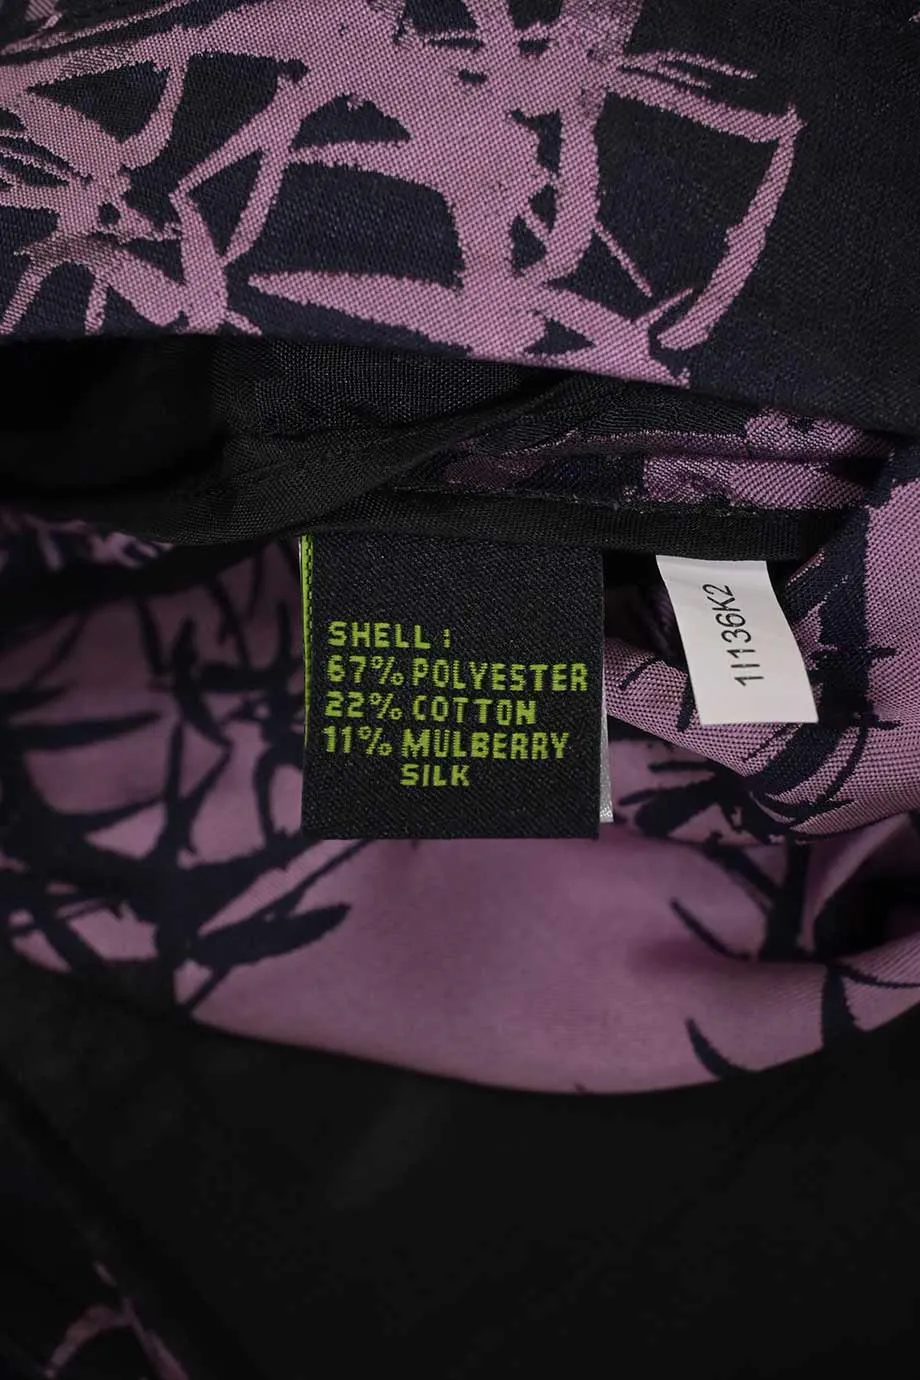 SHELL:
67% POLYESTER
22% COTTON
11% MULBERRY
SILK
1I136K2